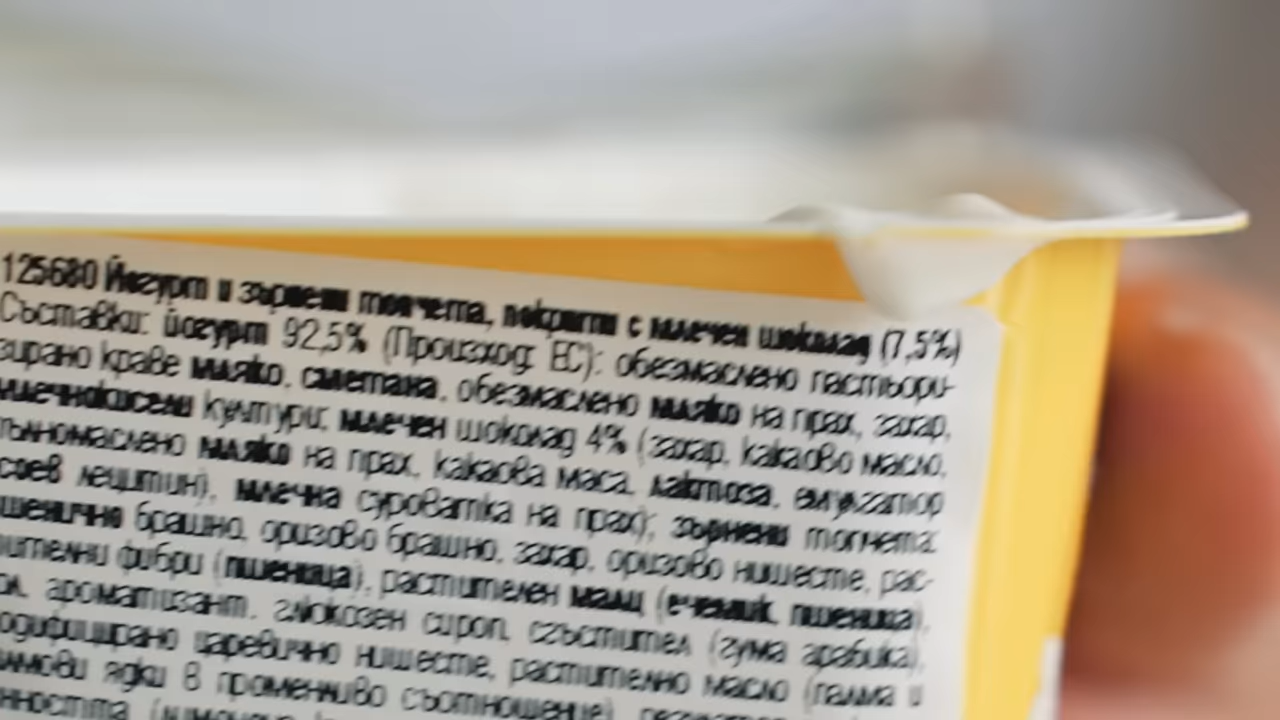 125680 Йогурт и зърнени топчета, покрити с млечен шоколад (7,5%)
Съставки: йогурт 92,5% (Произход: ЕС): обезмаслено пастьори-
зирано краве мляко, сметана, обезмаслено мляко на прах, захар,
млечнокисели култури; млечен шоколад 4% (захар, какаово масло,
пълномаслено мляко на прах, какаова маса, лактоза, емулгатор
соев лецитин), млечна суроватка на прах); зърнени топчета:
пшенично брашно, оризово брашно, захар, оризово нишесте, рас-
ителни фибри (пшеница), растителен малц (ечемик, пшеница),
ол, ароматизант, глюкозен сироп, сгъстител (гума арабика),
одифицирано царевично нишесте, растително масло (палма и
алмови ядки в променливо съотношение),